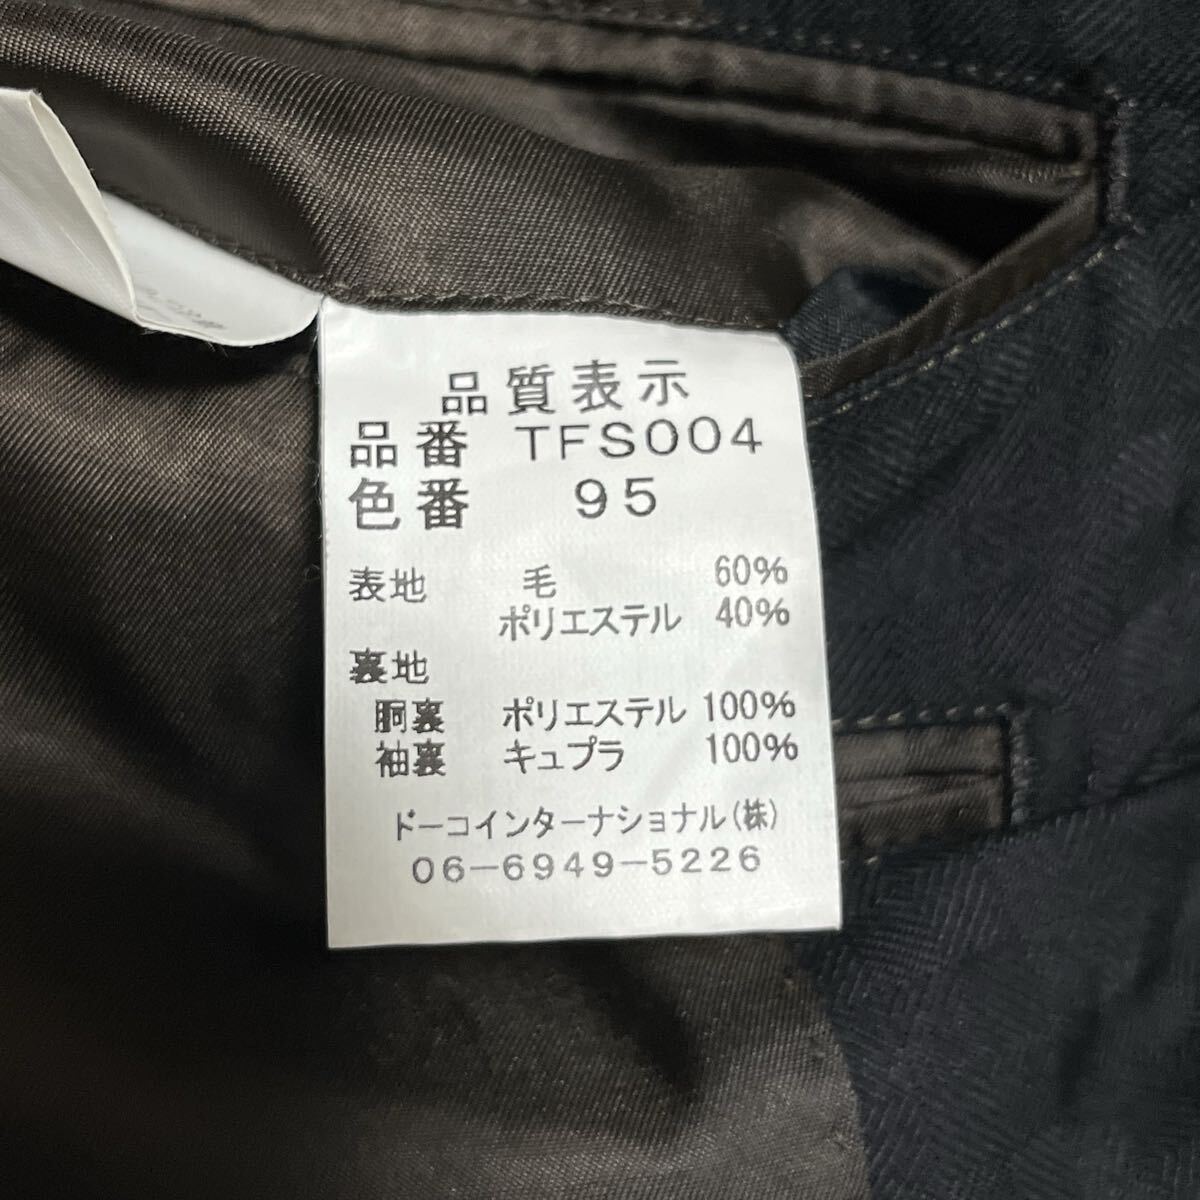 品質表示
品番 TFS004
色番 95
表地 毛 60%
ポリエステル 40%
裏地
胴裏 ポリエステル 100%
袖裏 キュプラ 100%
ドーコインターナショナル(株)
06-6949-5226